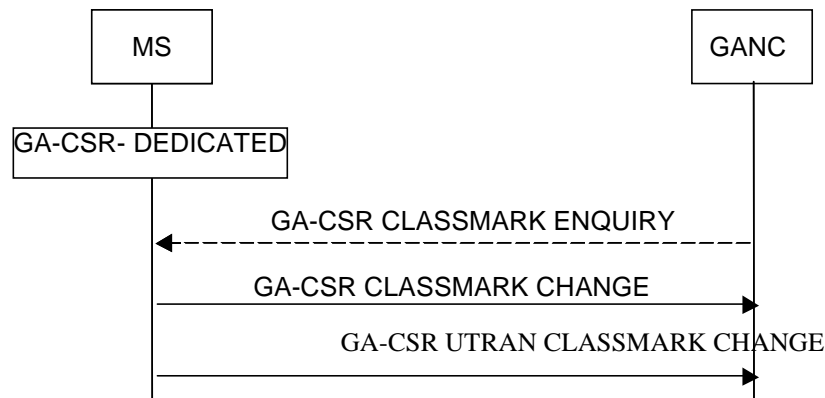 MS
GANC
GA-CSR- DEDICATED
GA-CSR CLASSMARK ENQUIRY
GA-CSR CLASSMARK CHANGE
GA-CSR UTRAN CLASSMARK CHANGE